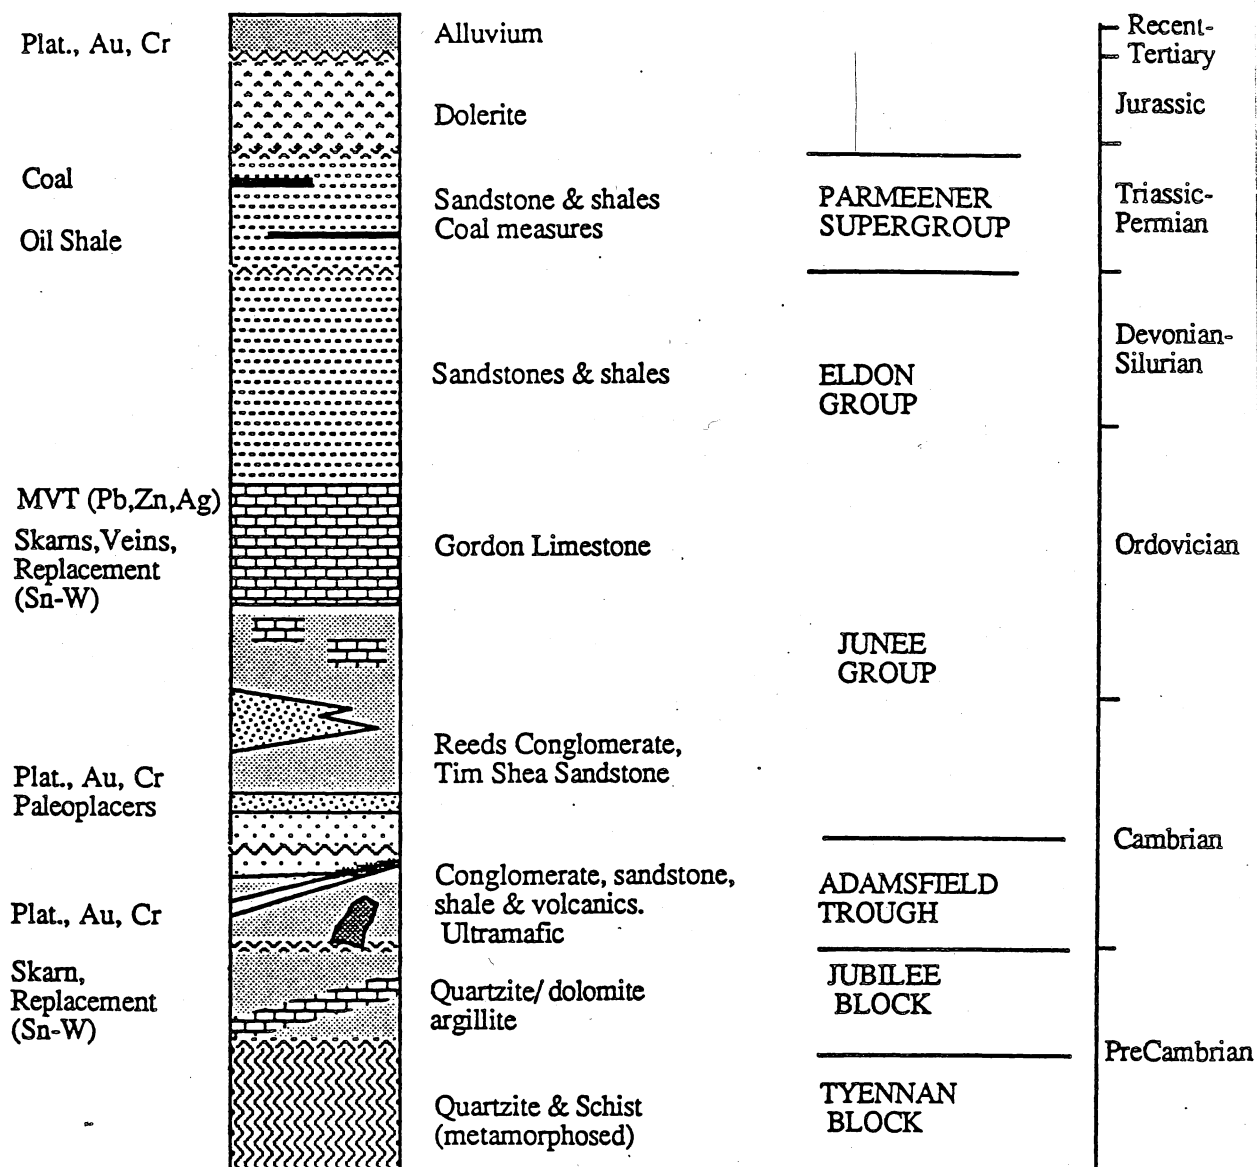 Plat., Au, Cr
Coal
Oil Shale
MVT (Pb,Zn,Ag)
Skarns,Veins,
Replacement
(Sn-W)
Plat., Au, Cr
Paleoplacers
Plat., Au, Cr
Skarn,
Replacement
(Sn-W)
Alluvium
Dolerite
Sandstone & shales
Coal measures
Sandstones & shales
Gordon Limestone
Reeds Conglomerate,
Tim Shea Sandstone
Conglomerate, sandstone,
shale & volcanics.
Ultramafic
Quartzite/ dolomite
argillite
Quartzite & Schist
(metamorphosed)
PARMEENER
SUPERGROUP
ELDON
GROUP
JUNEE
GROUP
ADAMSFIELD
TROUGH
JUBILEE
BLOCK
TYENNAN
BLOCK
Recent-
Tertiary
Jurassic
Triassic-
Permian
Devonian-
Silurian
Ordovician
Cambrian
PreCambrian